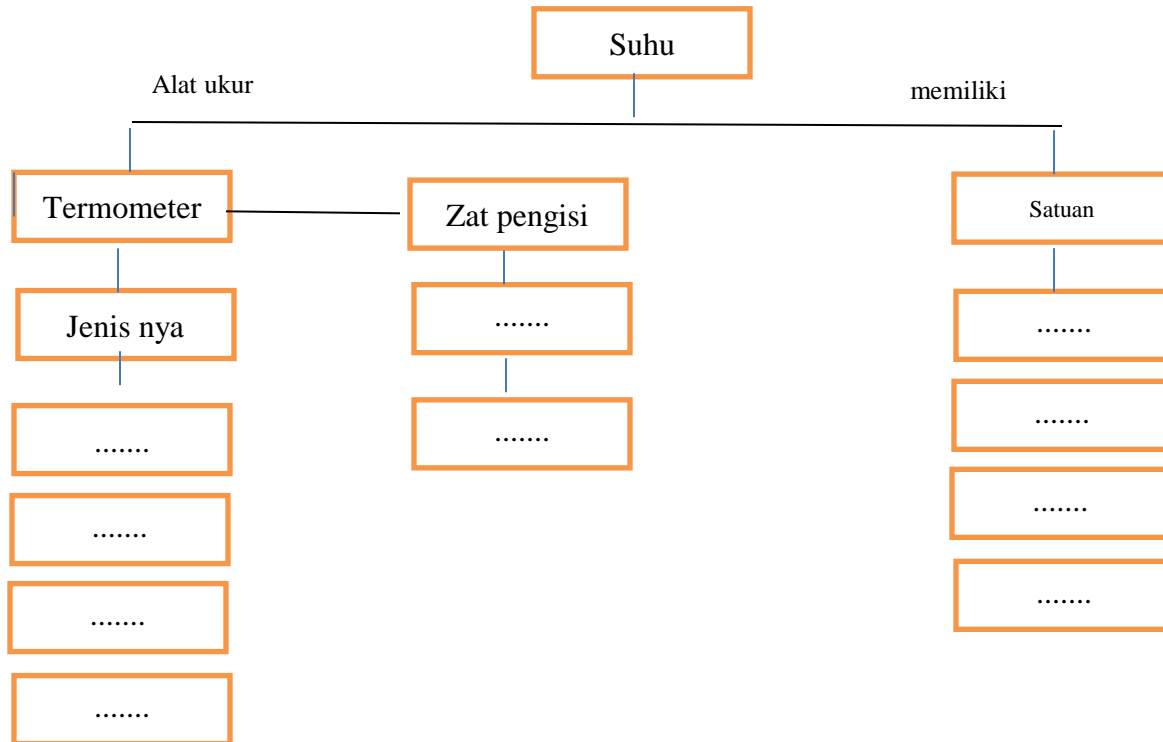 Suhu
Alat ukur
memiliki
Termometer
Zat pengisi
Satuan
Jenis nya
.......
.......
.......
.......
.......
.......
.......
.......
.......
.......